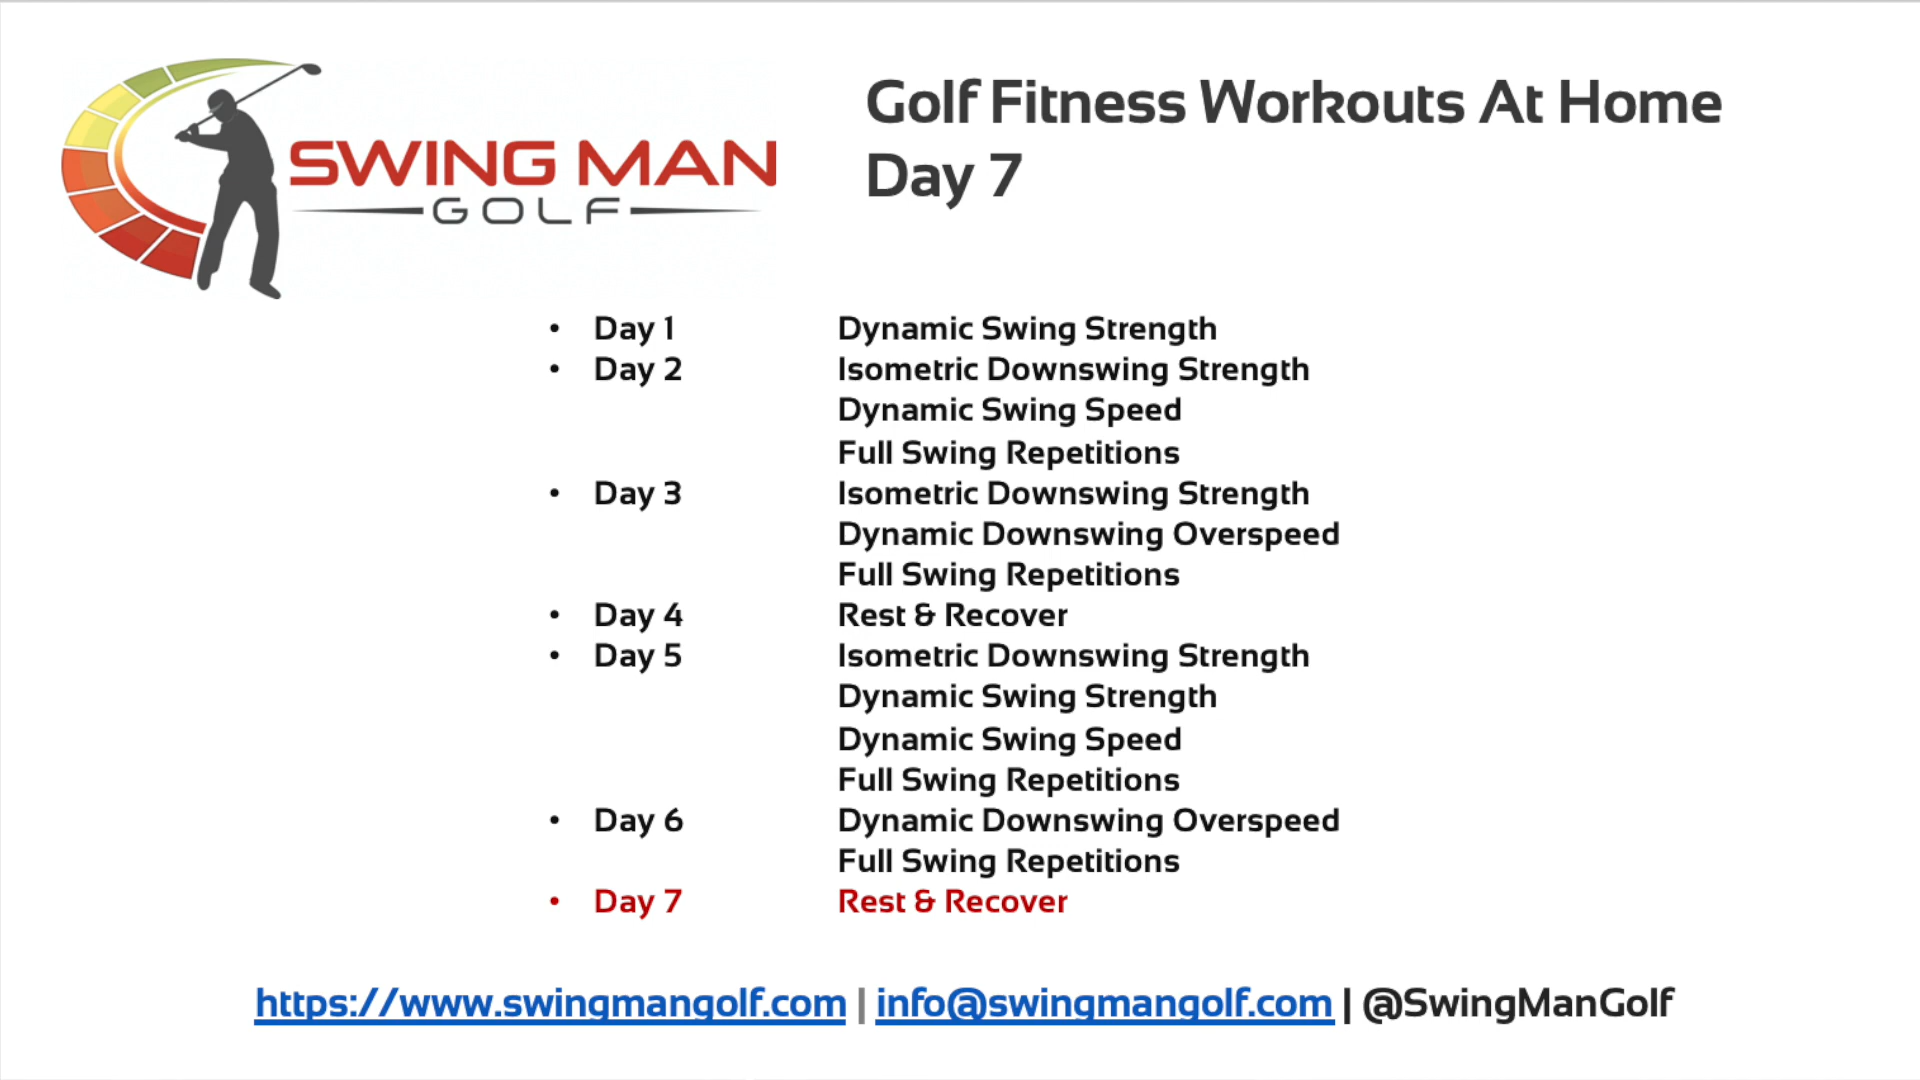 SWING MAN
GOLF
Golf Fitness Workouts At Home
Day 7
• Day 1 Dynamic Swing Strength
• Day 2 Isometric Downswing Strength
Dynamic Swing Speed
Full Swing Repetitions
• Day 3 Isometric Downswing Strength
Dynamic Downswing Overspeed
Full Swing Repetitions
• Day 4 Rest & Recover
• Day 5 Isometric Downswing Strength
Dynamic Swing Strength
Dynamic Swing Speed
Full Swing Repetitions
• Day 6 Dynamic Downswing Overspeed
Full Swing Repetitions
• Day 7 Rest & Recover
https://www.swingmangolf.com | info@swingmangolf.com | @SwingManGolf